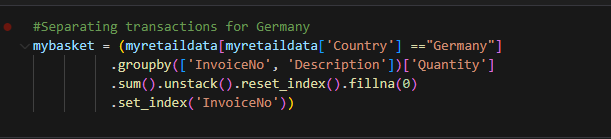 #Separating transactions for Germany
mybasket = (myretaildata[myretaildata['Country'] =="Germany"]
.groupby(['InvoiceNo', 'Description'])['Quantity']
.sum().unstack().reset_index().fillna(0)
.set_index('InvoiceNo'))